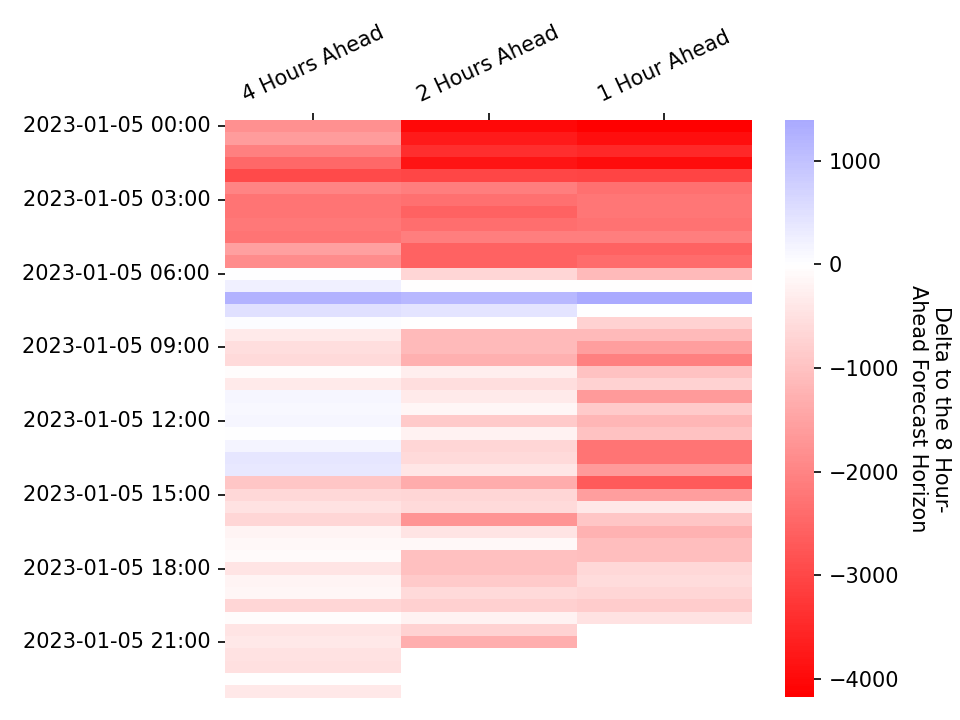 4 Hours Ahead
2 Hours Ahead
1 Hour Ahead
2023-01-05 00:00
2023-01-05 03:00
2023-01-05 06:00
2023-01-05 09:00
2023-01-05 12:00
2023-01-05 15:00
2023-01-05 18:00
2023-01-05 21:00
1000
0
−1000
−2000
−3000
−4000
Delta to the 8 Hour-
Ahead Forecast Horizon